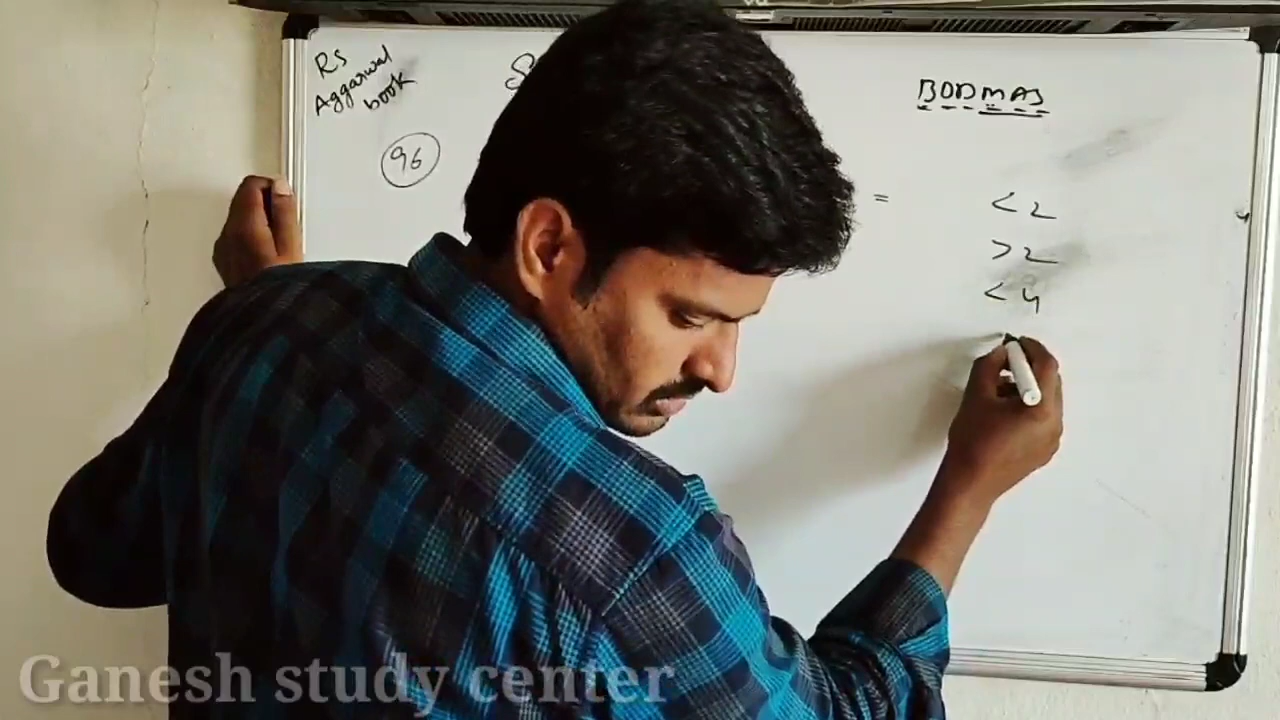 RS
Aggarwal
book
BODMAS
96
=
<2
>2
<4
Ganesh study center